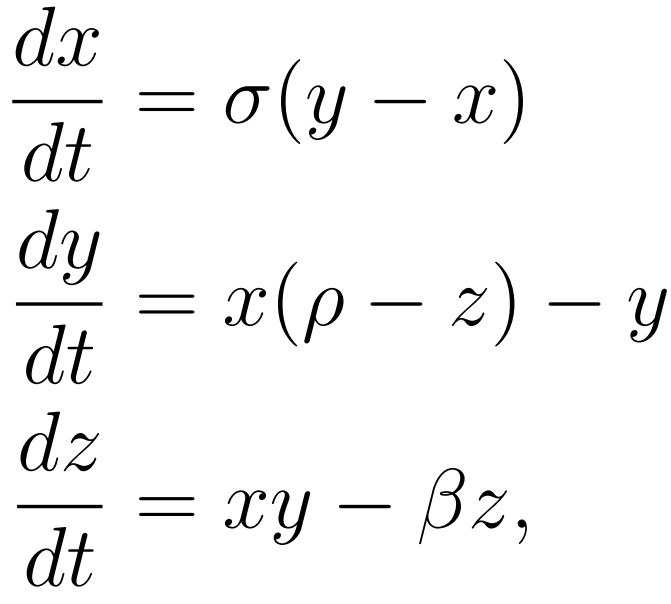 dx/dt = σ(y − x)
dy/dt = x(ρ − z) − y
dz/dt = xy − βz,